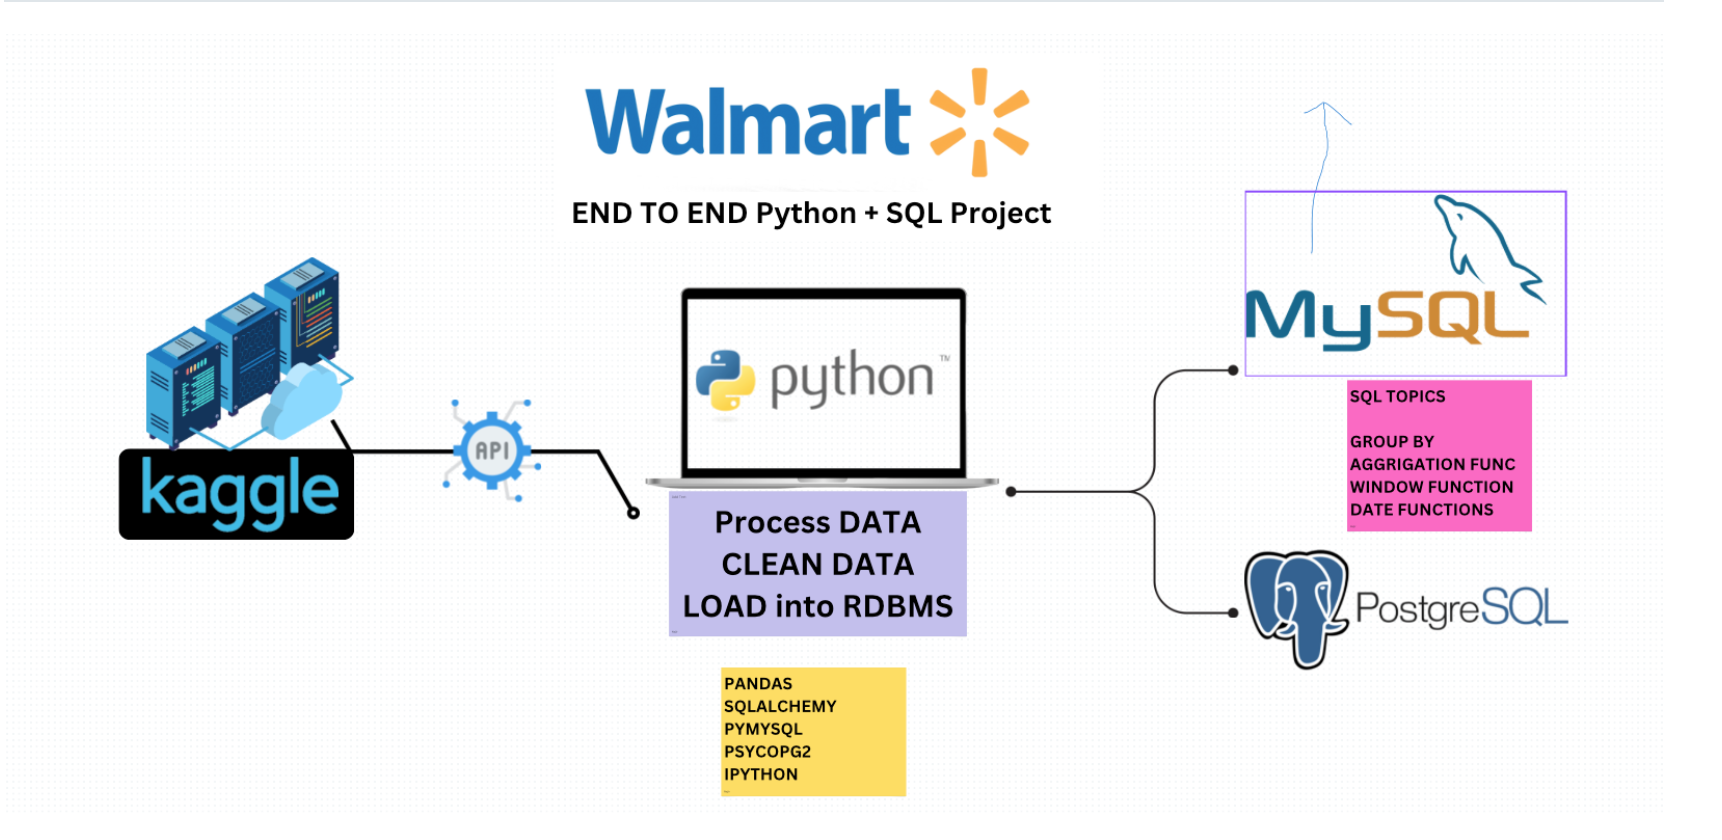 Walmart
END TO END Python + SQL Project
kaggle
API
python™
Process DATA
CLEAN DATA
LOAD into RDBMS
PANDAS
SQLALCHEMY
PYMYSQL
PSYCOPG2
IPYTHON
MySQL
SQL TOPICS
GROUP BY
AGGRIGATION FUNC
WINDOW FUNCTION
DATE FUNCTIONS
PostgreSQL